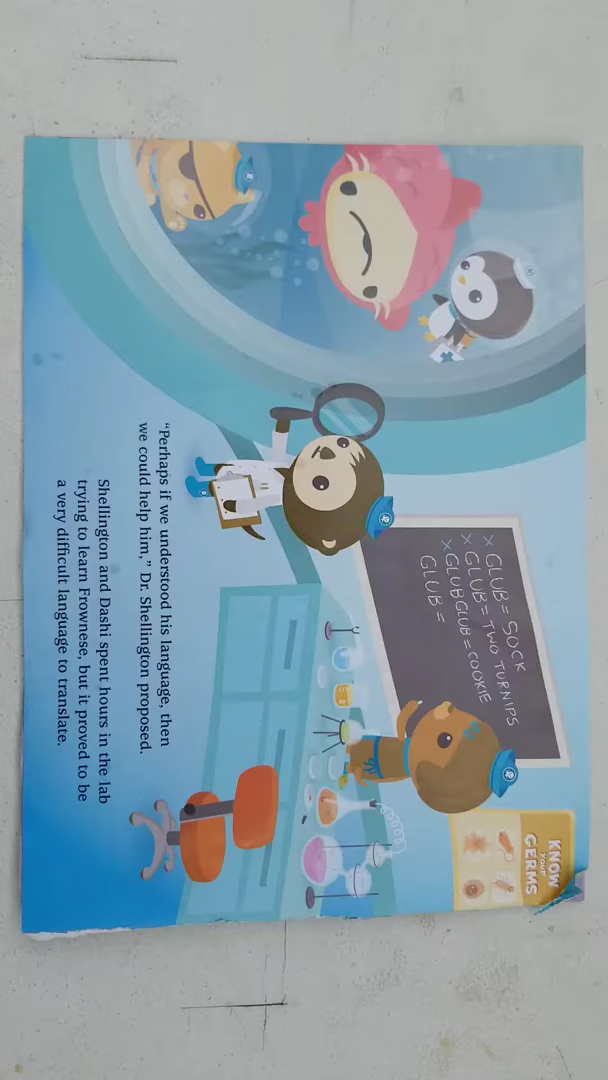 × GLUB = SOCK
× GLUB = TWO TURNIPS
× GLUBGLUB = COOKIE
GLUB =
KNOW
YOUR
GERMS
“Perhaps if we understood his language, then
we could help him,” Dr. Shellington proposed.
Shellington and Dashi spent hours in the lab
trying to learn Frownese, but it proved to be
a very difficult language to translate.